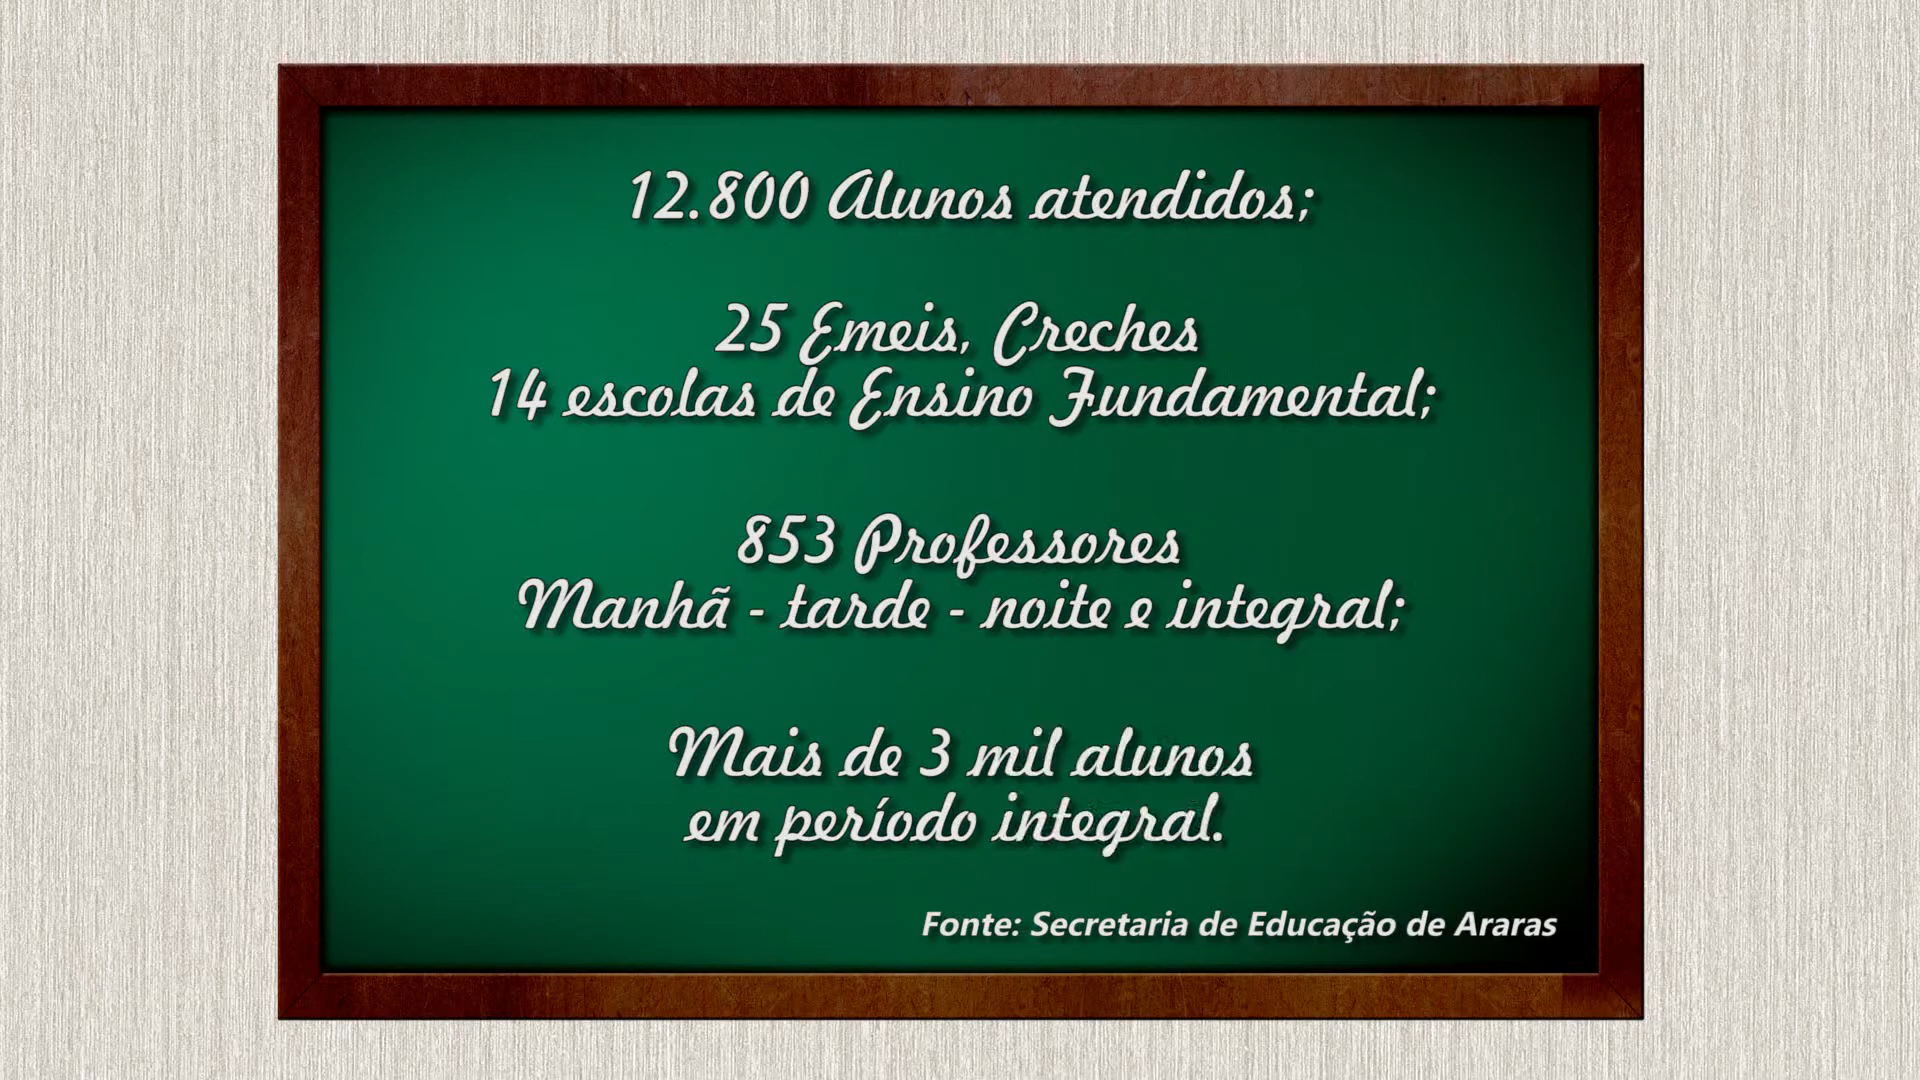 12.800 Alunos atendidos;
25 Emeis, Creches
14 escolas de Ensino Fundamental;
853 Professores
Manhã - tarde - noite e integral;
Mais de 3 mil alunos
em período integral.
Fonte: Secretaria de Educação de Araras